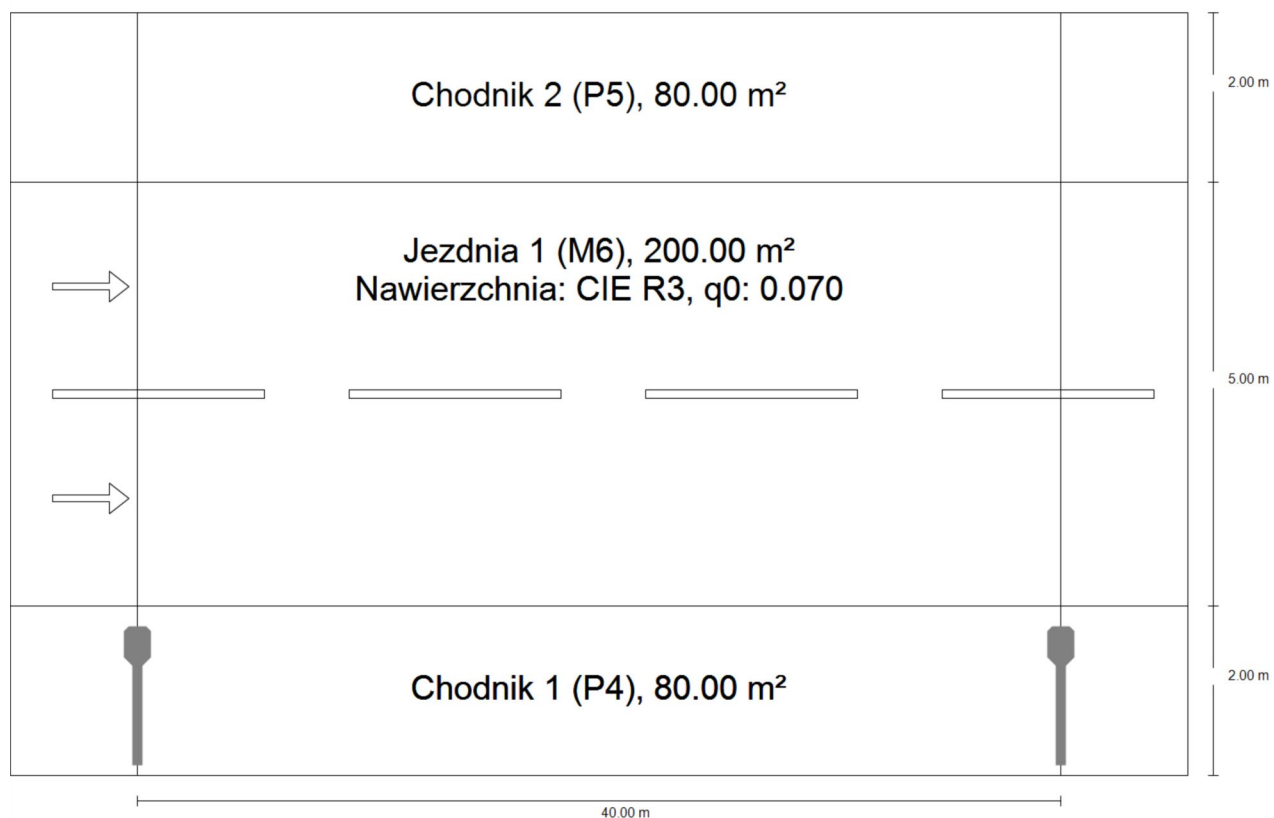 Chodnik 2 (P5), 80.00 m²
2.00 m
Jezdnia 1 (M6), 200.00 m²
Nawierzchnia: CIE R3, q0: 0.070
5.00 m
Chodnik 1 (P4), 80.00 m²
2.00 m
40.00 m